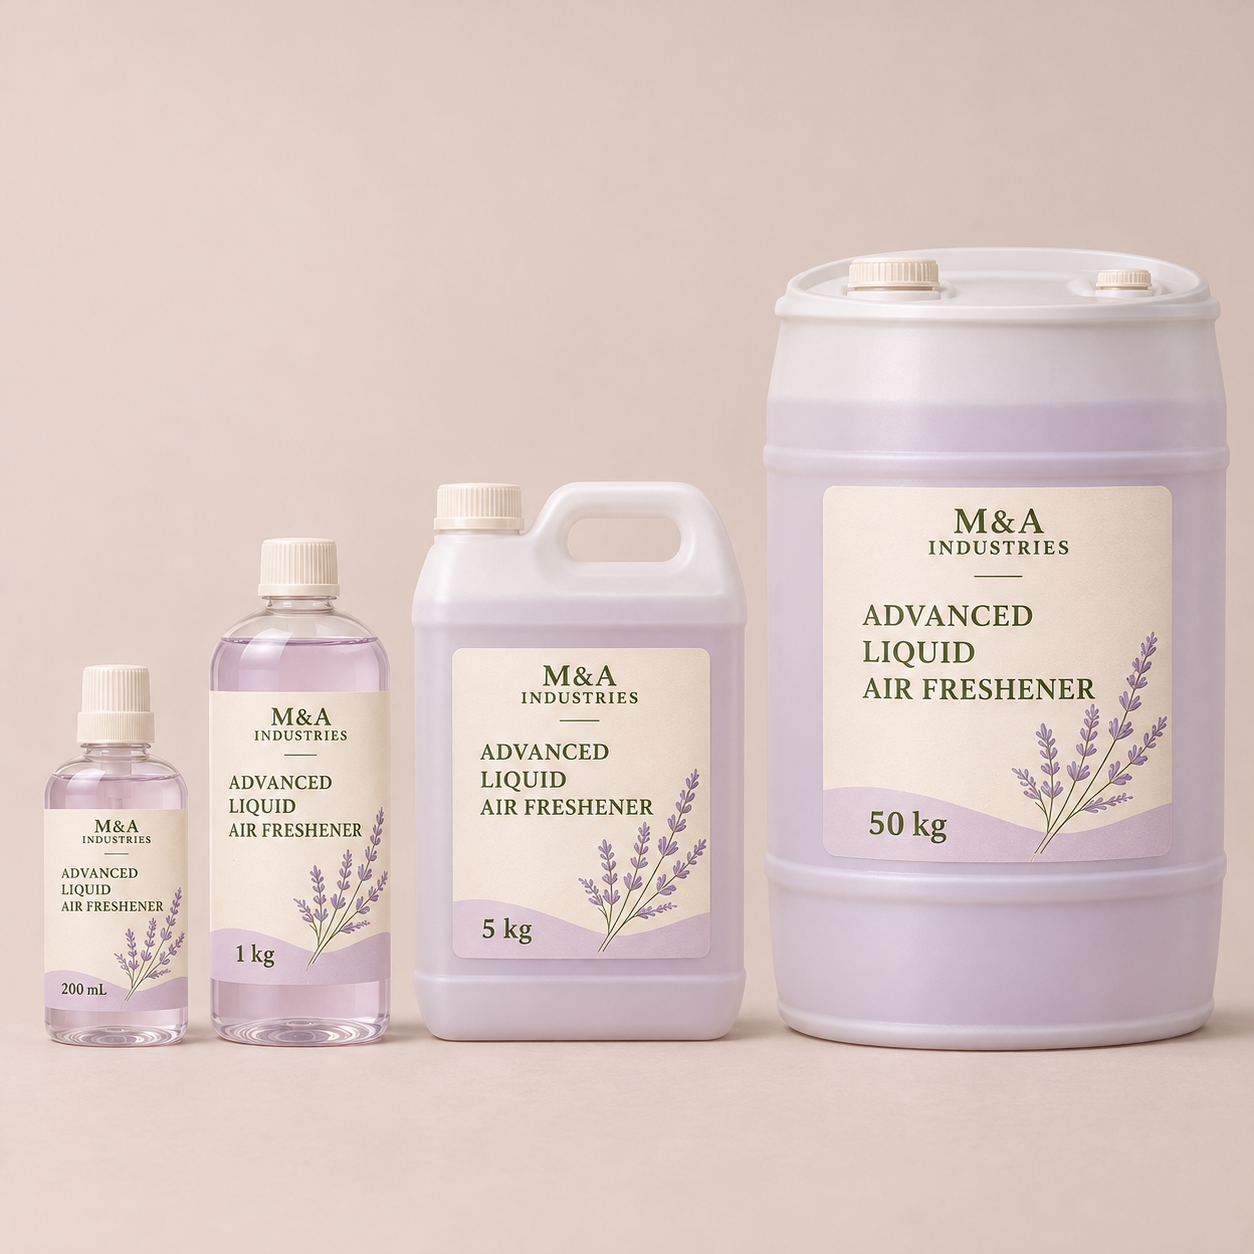 M&A
INDUSTRIES
ADVANCED
LIQUID
AIR FRESHENER
200 mL
M&A
INDUSTRIES
ADVANCED
LIQUID
AIR FRESHENER
1 kg
M&A
INDUSTRIES
ADVANCED
LIQUID
AIR FRESHENER
5 kg
M&A
INDUSTRIES
ADVANCED
LIQUID
AIR FRESHENER
50 kg